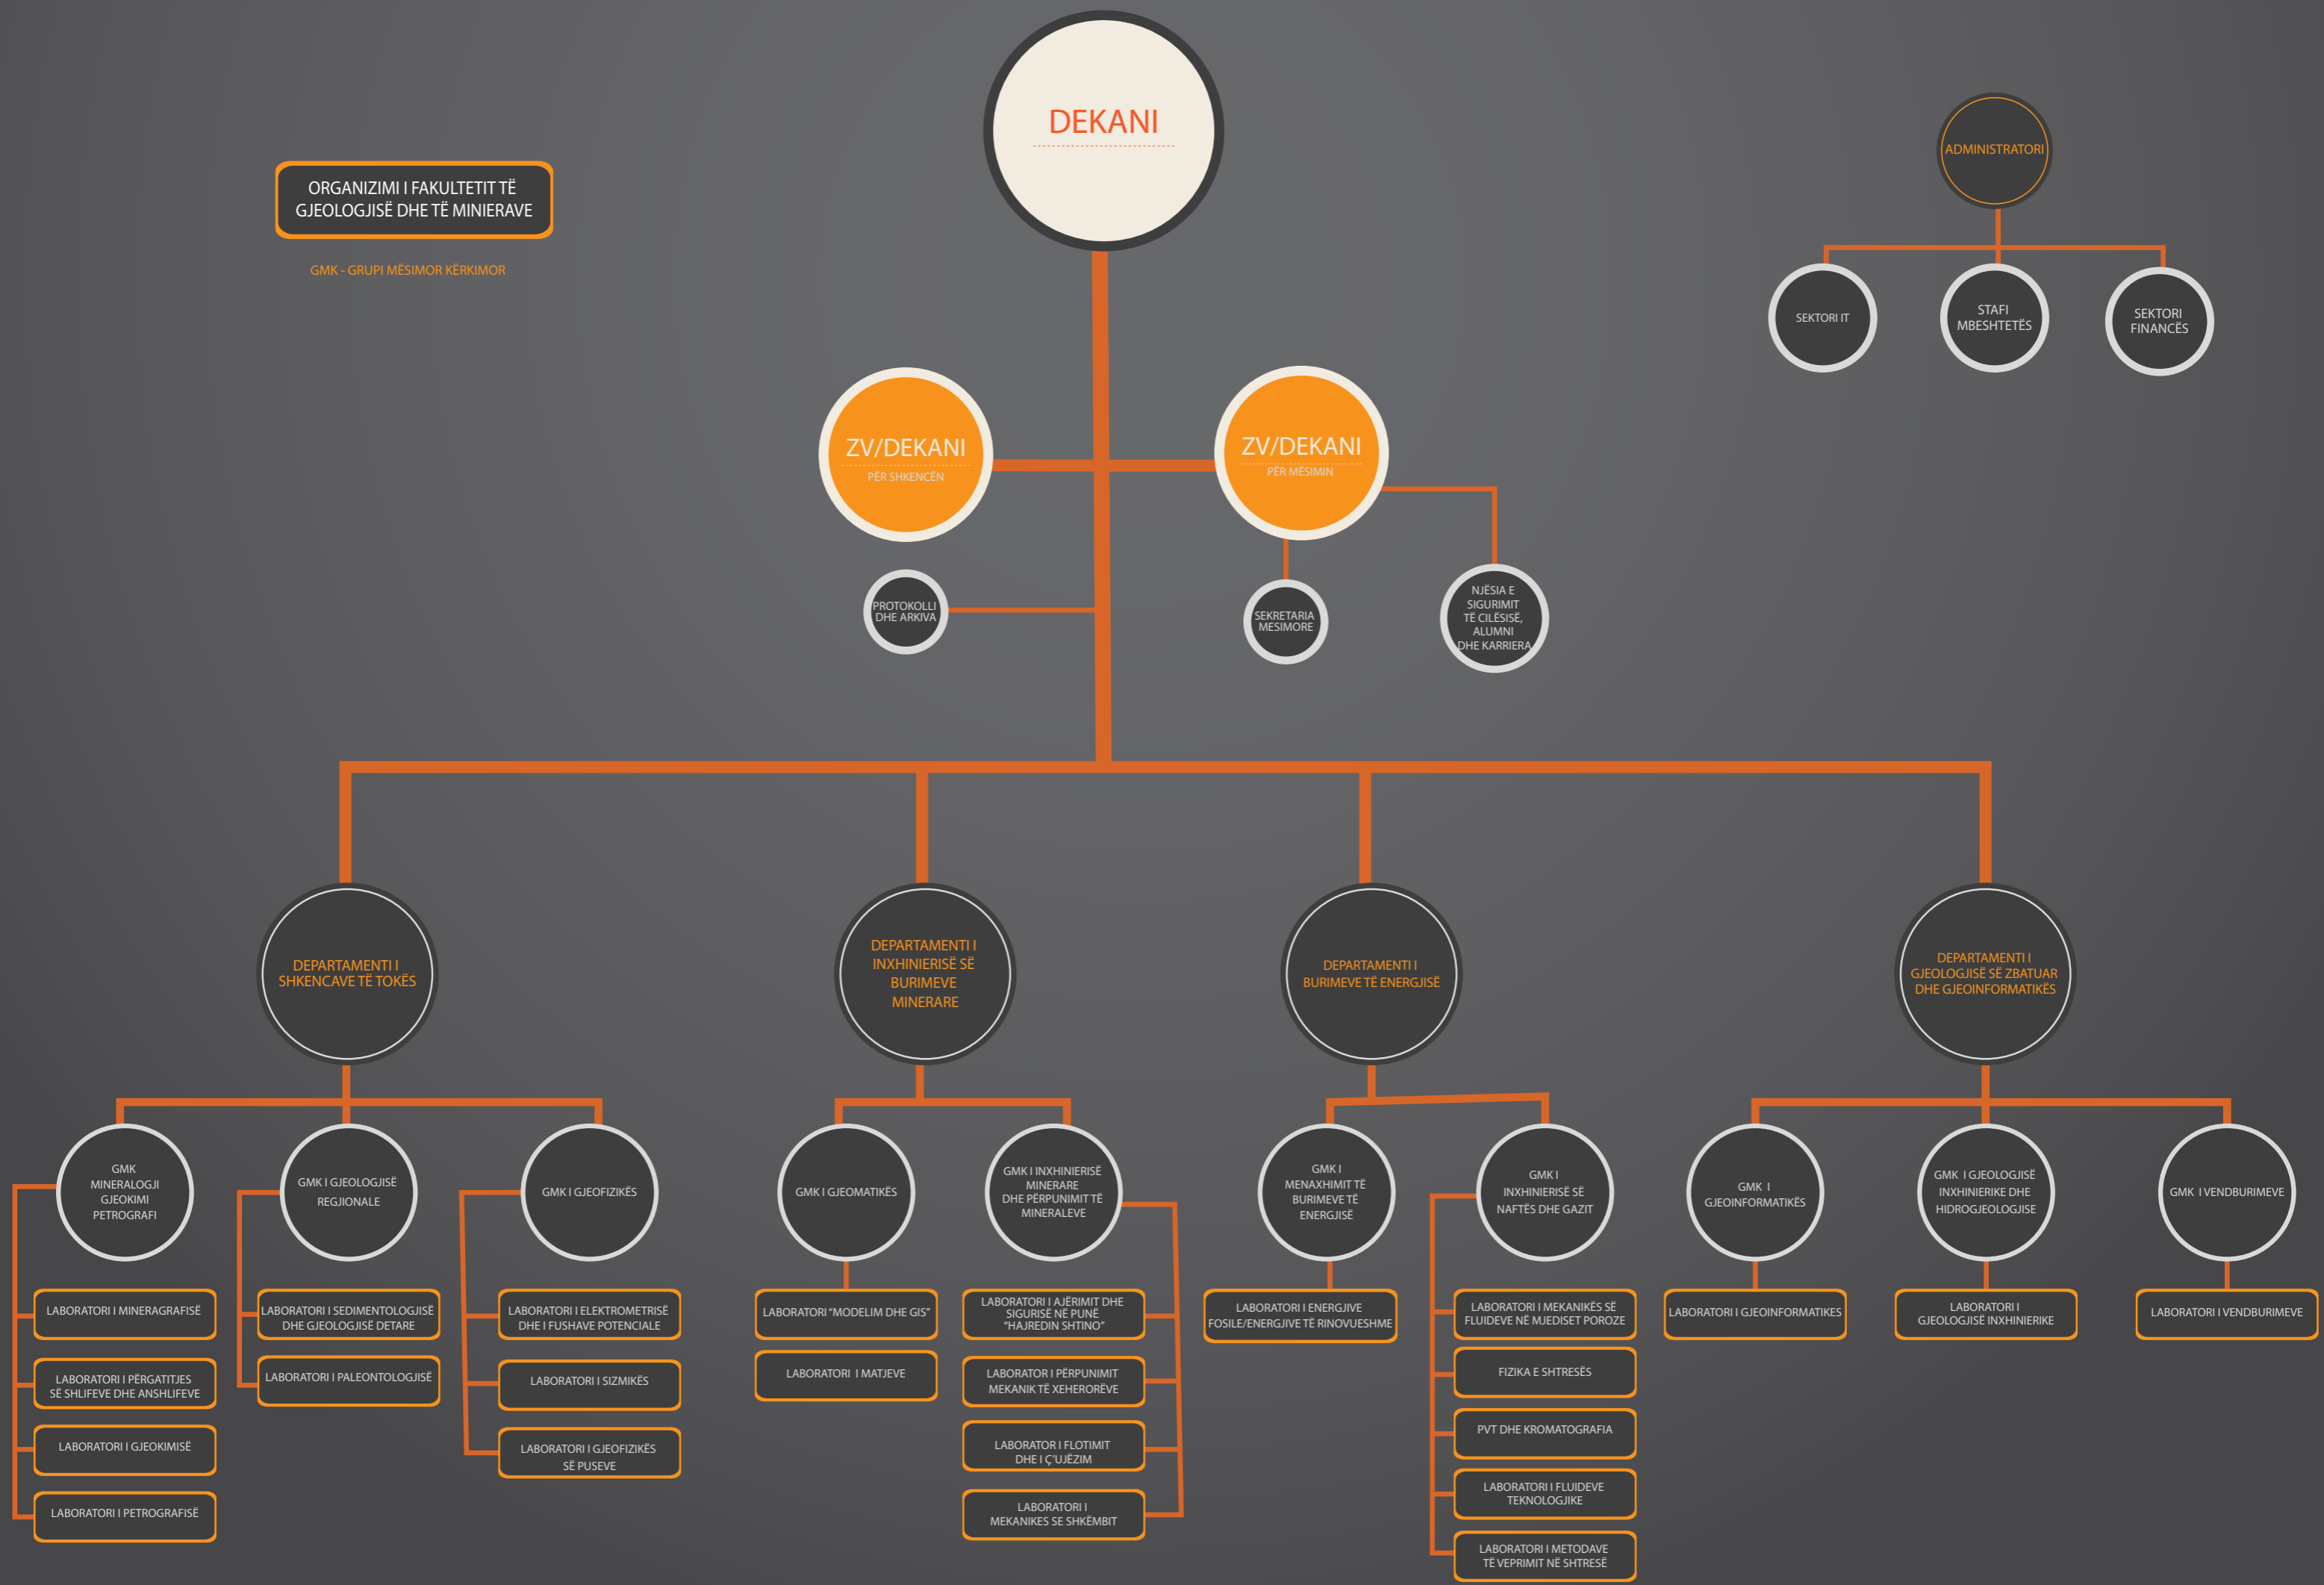 DEKANI
ADMINISTRATORI
ORGANIZIMI I FAKULTETIT TË
GJEOLOGJISË DHE TË MINIERAVE
GMK - GRUPI MËSIMOR KËRKIMOR
SEKTORI IT
STAFI
MBESHTETËS
SEKTORI
FINANCËS
ZV/DEKANI
PËR SHKENCËN
ZV/DEKANI
PËR MËSIMIN
PROTOKOLLI
DHE ARKIVA
SEKRETARIA
MESIMORE
NJËSIA E
SIGURIMIT
TË CILËSISË,
ALUMNI
DHE KARRIERA
DEPARTAMENTI I
SHKENCAVE TË TOKËS
DEPARTAMENTI I
INXHINIERISË SË
BURIMEVE
MINERARE
DEPARTAMENTI I
BURIMEVE TË ENERGJISË
DEPARTAMENTI I
GJEOLOGJISË SË ZBATUAR
DHE GJEOINFORMATIKËS
GMK
MINERALOGJI
GJEOKIMI
PETROGRAFI
GMK I GJEOLOGJISË
REGJIONALE
GMK I GJEOFIZIKËS
GMK I GJEOMATIKËS
GMK I INXHINIERISË
MINERARE
DHE PËRPUNIMIT TË
MINERALEVE
GMK I
MENAXHIMIT TË
BURIMEVE TË
ENERGJISË
GMK I
INXHINIERISË SË
NAFTËS DHE GAZIT
GMK I
GJEOINFORMATIKËS
GMK I GJEOLOGJISË
INXHINIERIKE DHE
HIDROGJEOLOGJISE
GMK I VENDBURIMEVE
LABORATORI I MINERAGRAFISË
LABORATORI I PËRGATITJES
SË SHLIFEVE DHE ANSHLIFEVE
LABORATORI I GJEOKIMISË
LABORATORI I PETROGRAFISË
LABORATORI I SEDIMENTOLOGJISË
DHE GJEOLOGJISË DETARE
LABORATORI I PALEONTOLOGJISË
LABORATORI I ELEKTROMETRISË
DHE I FUSHAVE POTENCIALE
LABORATORI I SIZMIKËS
LABORATORI I GJEOFIZIKËS
SË PUSEVE
LABORATORI "MODELIM DHE GIS"
LABORATORI I MATJEVE
LABORATORI I AJËRIMIT DHE
SIGURISË NË PUNË
"HAJREDIN SHTINO"
LABORATOR I PËRPUNIMIT
MEKANIK TË XEHERORËVE
LABORATOR I FLOTIMIT
DHE I Ç'UJËZIM
LABORATORI I
MEKANIKES SE SHKËMBIT
LABORATORI I ENERGJIVE
FOSILE/ENERGJIVE TË RINOVUESHME
LABORATORI I MEKANIKËS SË
FLUIDEVE NË MJEDISET POROZE
FIZIKA E SHTRESËS
PVT DHE KROMATOGRAFIA
LABORATORI I FLUIDEVE
TEKNOLOGJIKE
LABORATORI I METODAVE
TË VEPRIMIT NË SHTRESË
LABORATORI I GJEOINFORMATIKES
LABORATORI I
GJEOLOGJISË INXHINIERIKE
LABORATORI I VENDBURIMEVE